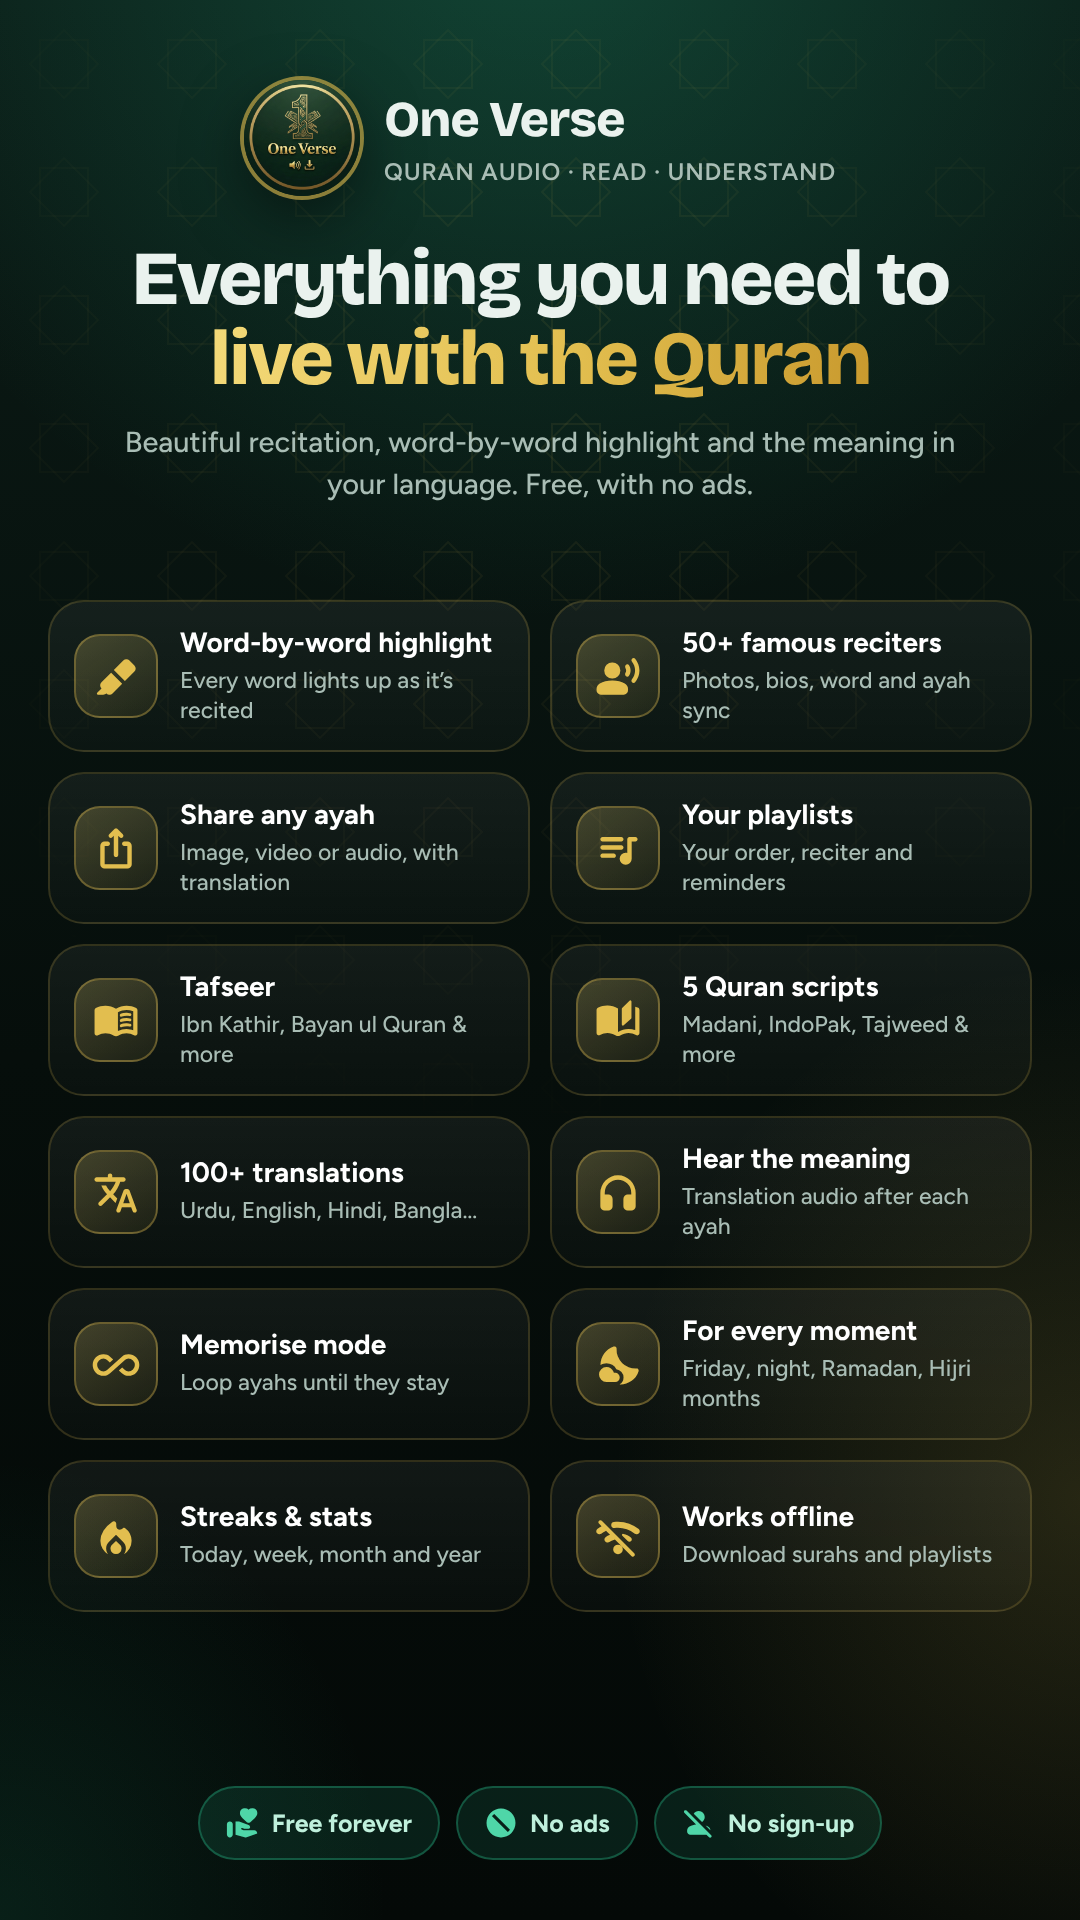 One Verse
One Verse
QURAN AUDIO · READ · UNDERSTAND
Everything you need to
live with the Quran
Beautiful recitation, word-by-word highlight and the meaning in
your language. Free, with no ads.
Word-by-word highlight
Every word lights up as it’s
recited
50+ famous reciters
Photos, bios, word and ayah
sync
Share any ayah
Image, video or audio, with
translation
Your playlists
Your order, reciter and
reminders
Tafseer
Ibn Kathir, Bayan ul Quran &
more
5 Quran scripts
Madani, IndoPak, Tajweed &
more
100+ translations
Urdu, English, Hindi, Bangla…
Hear the meaning
Translation audio after each
ayah
Memorise mode
Loop ayahs until they stay
For every moment
Friday, night, Ramadan, Hijri
months
Streaks & stats
Today, week, month and year
Works offline
Download surahs and playlists
Free forever
No ads
No sign-up